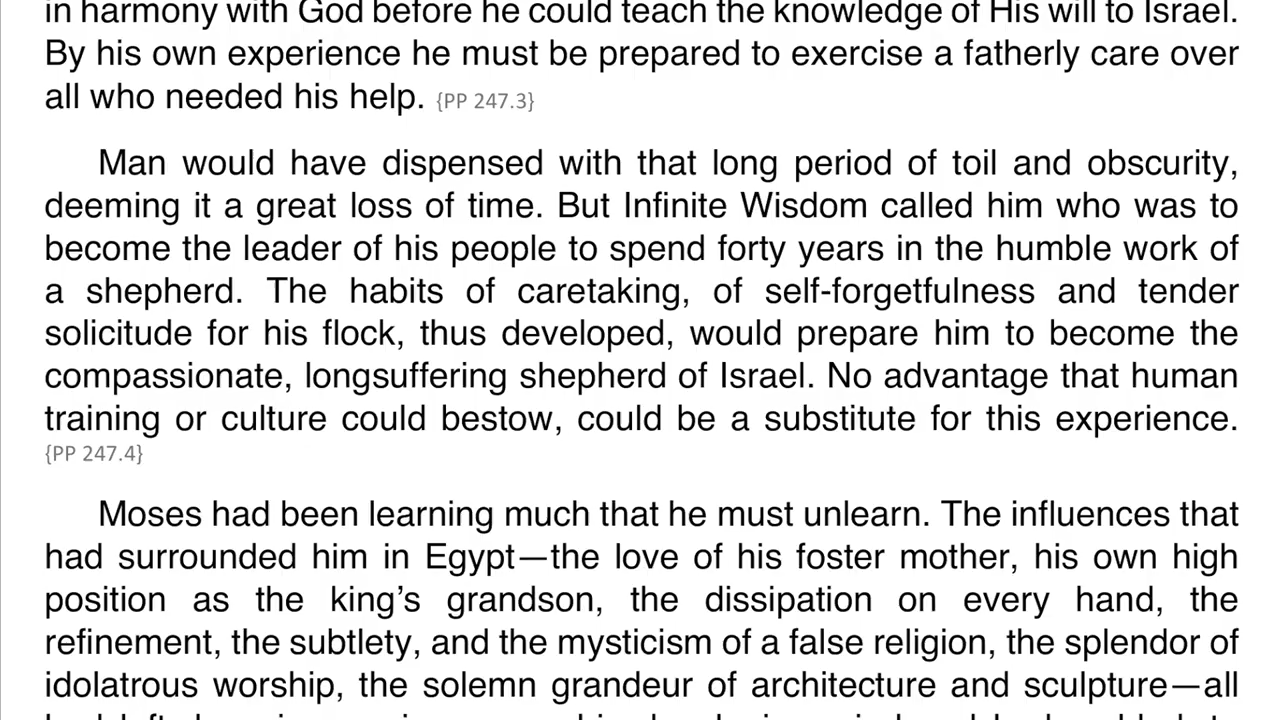 in harmony with God before he could teach the knowledge of His will to Israel.
By his own experience he must be prepared to exercise a fatherly care over
all who needed his help. {PP 247.3}
Man would have dispensed with that long period of toil and obscurity,
deeming it a great loss of time. But Infinite Wisdom called him who was to
become the leader of his people to spend forty years in the humble work of
a shepherd. The habits of caretaking, of self-forgetfulness and tender
solicitude for his flock, thus developed, would prepare him to become the
compassionate, longsuffering shepherd of Israel. No advantage that human
training or culture could bestow, could be a substitute for this experience.
{PP 247.4}
Moses had been learning much that he must unlearn. The influences that
had surrounded him in Egypt—the love of his foster mother, his own high
position as the king’s grandson, the dissipation on every hand, the
refinement, the subtlety, and the mysticism of a false religion, the splendor of
idolatrous worship, the solemn grandeur of architecture and sculpture—all